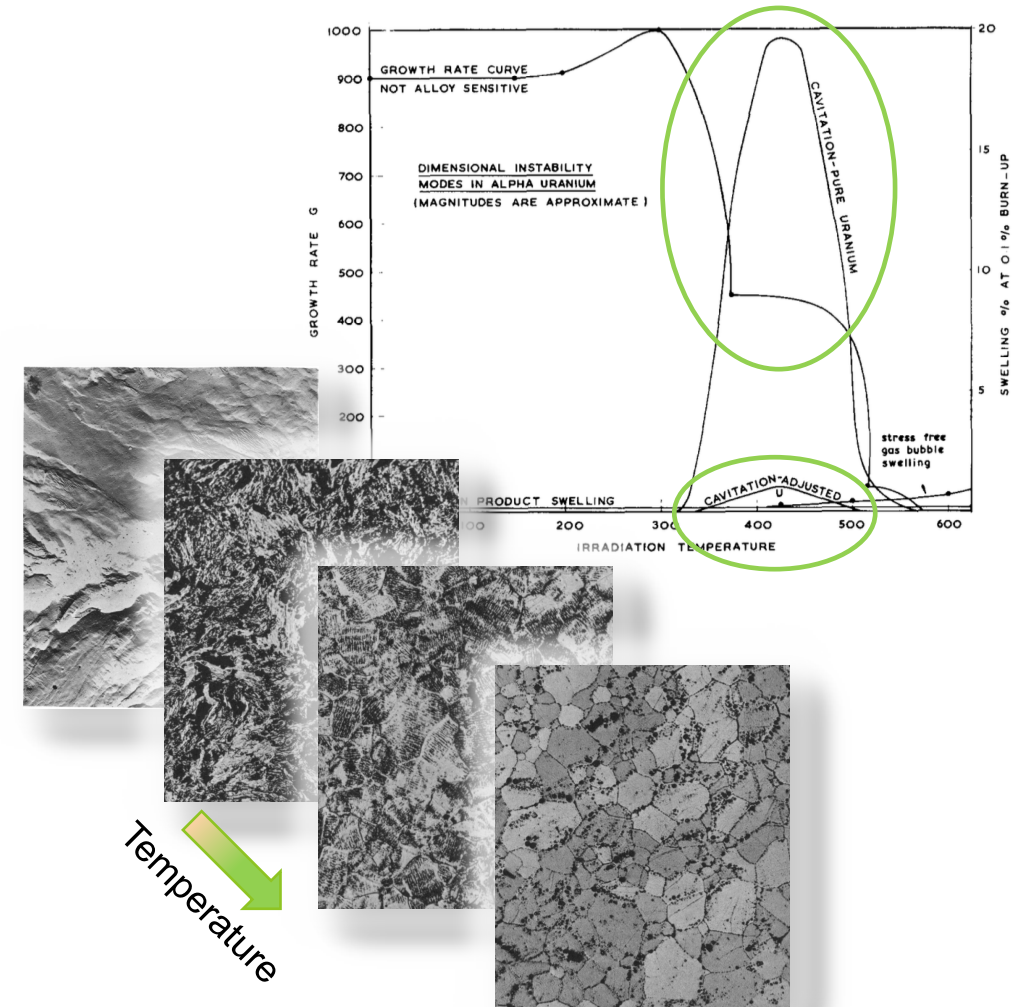 1000
900
800
700
600
500
400
300
200
GROWTH RATE G
GROWTH RATE CURVE
NOT ALLOY SENSITIVE
DIMENSIONAL INSTABILITY
MODES IN ALPHA URANIUM
(MAGNITUDES ARE APPROXIMATE)
CAVITATION-PURE URANIUM
20
15
10
5
SWELLING % AT 0.1% BURN-UP
stress free
gas bubble
swelling
CAVITATION-ADJUSTED
U
PRODUCT SWELLING
200
300
400
500
600
IRRADIATION TEMPERATURE
Temperature